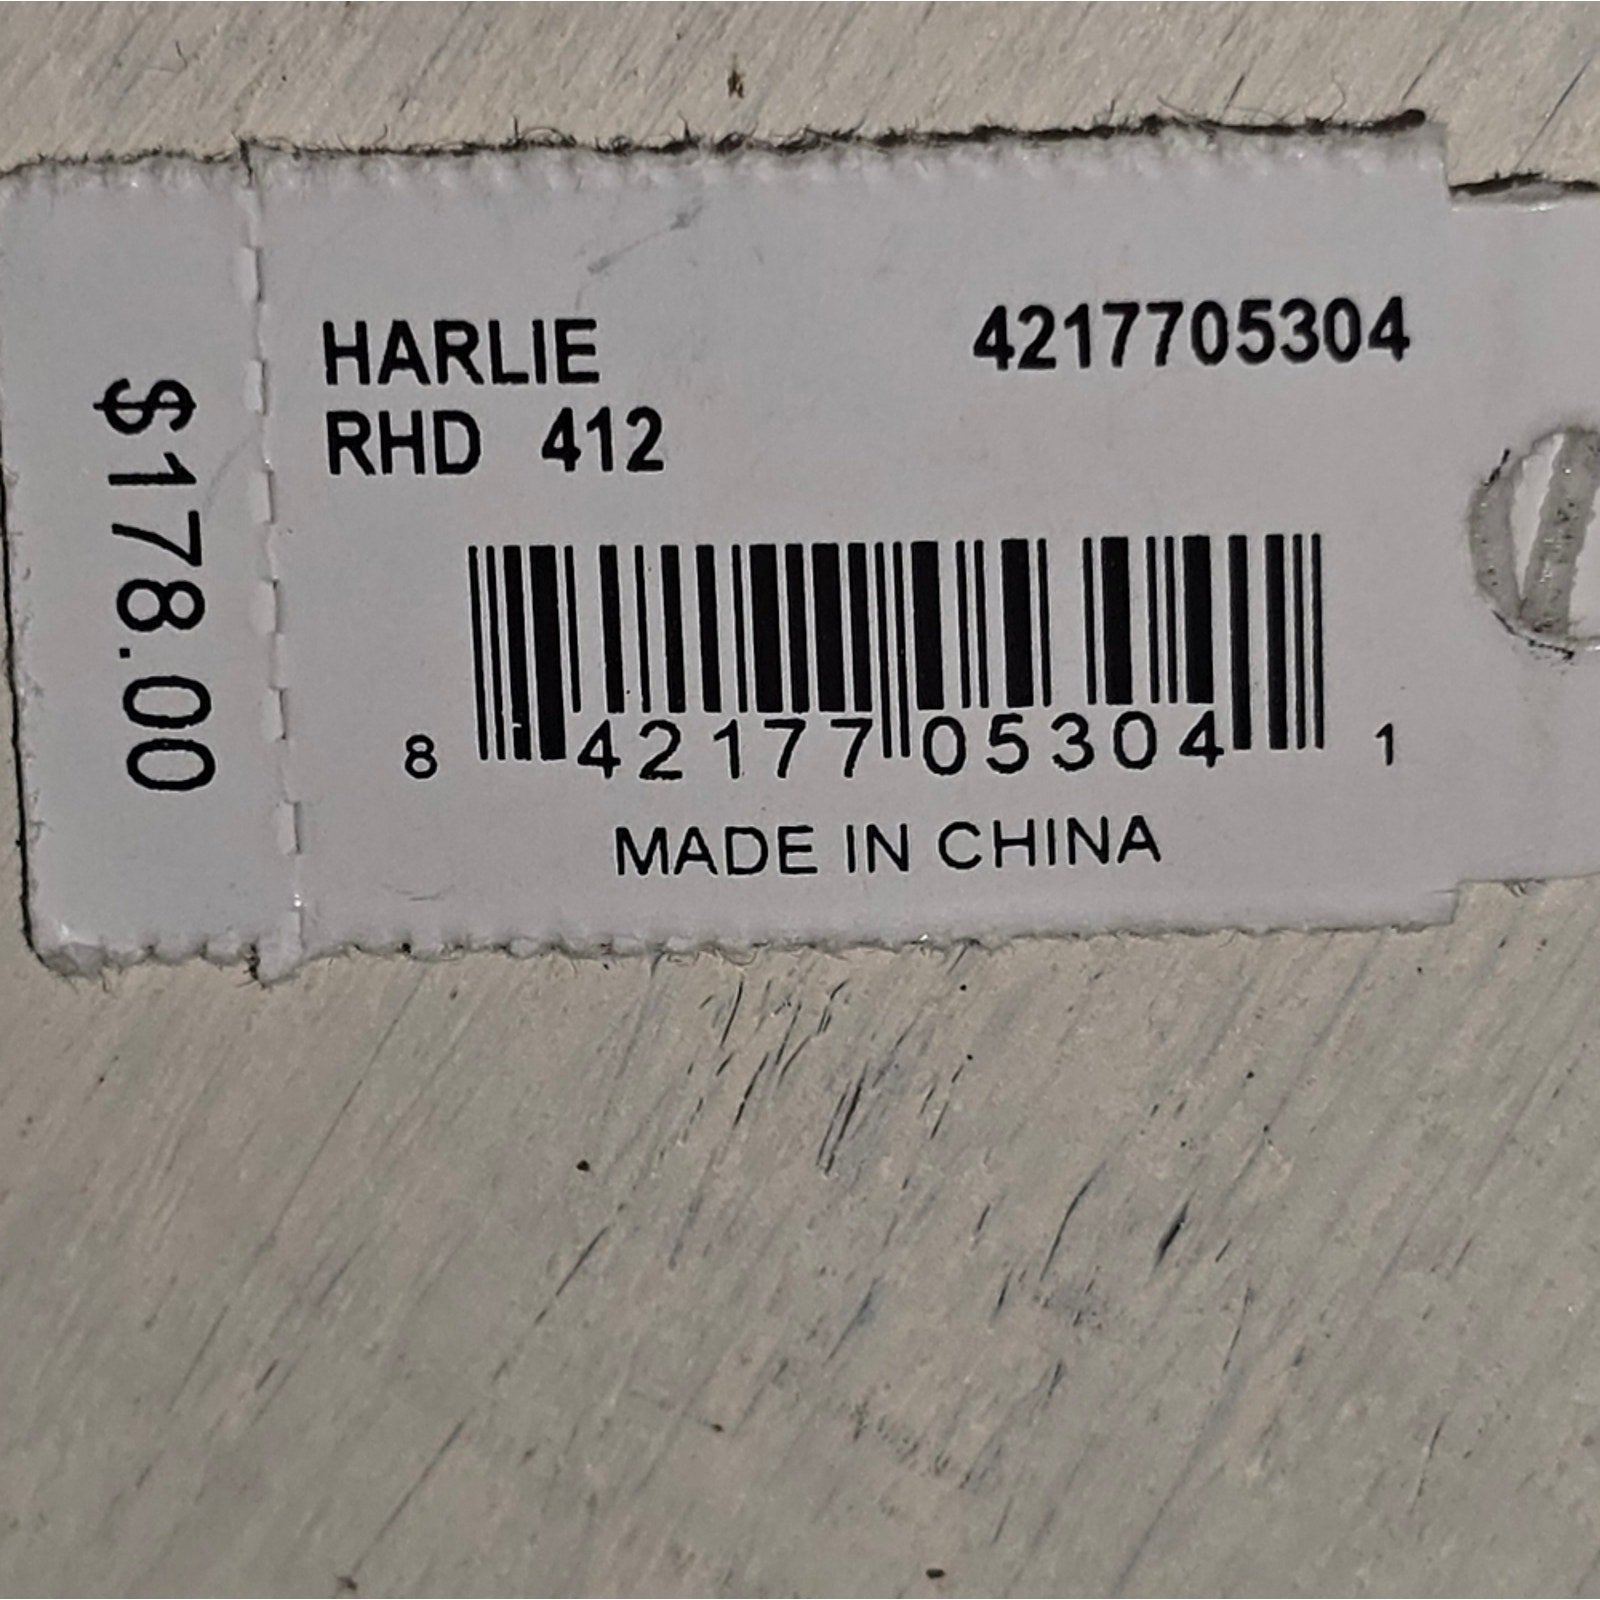 HARLIE 4217705304
RHD 412
8 42177 05304 1
MADE IN CHINA
$178.00